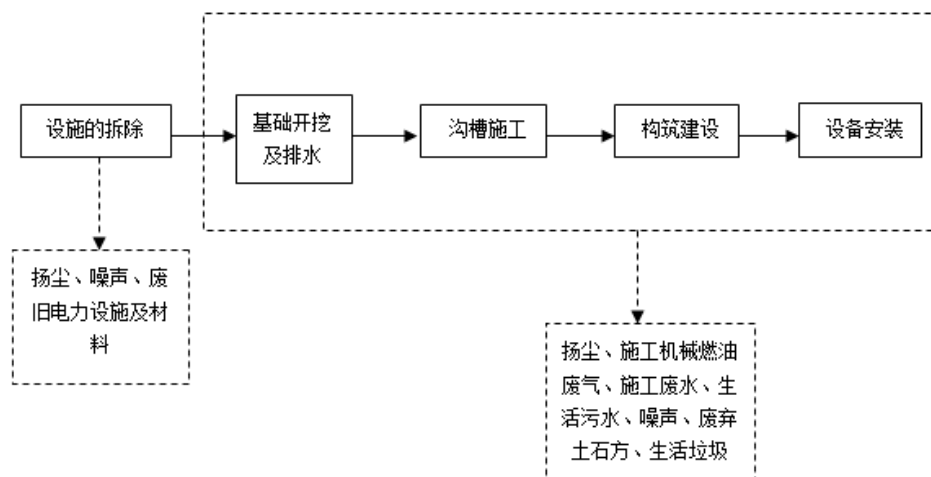 设施的拆除
基础开挖
及排水
沟槽施工
构筑建设
设备安装
扬尘、噪声、废
旧电力设施及材
料
扬尘、施工机械燃油
废气、施工废水、生
活污水、噪声、废弃
土石方、生活垃圾